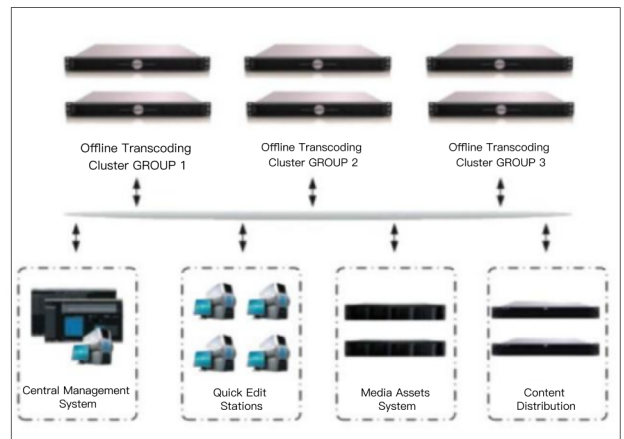 Offline Transcoding
Cluster GROUP 1
Offline Transcoding
Cluster GROUP 2
Offline Transcoding
Cluster GROUP 3
Central Management
System
Quick Edit
Stations
Media Assets
System
Content
Distribution